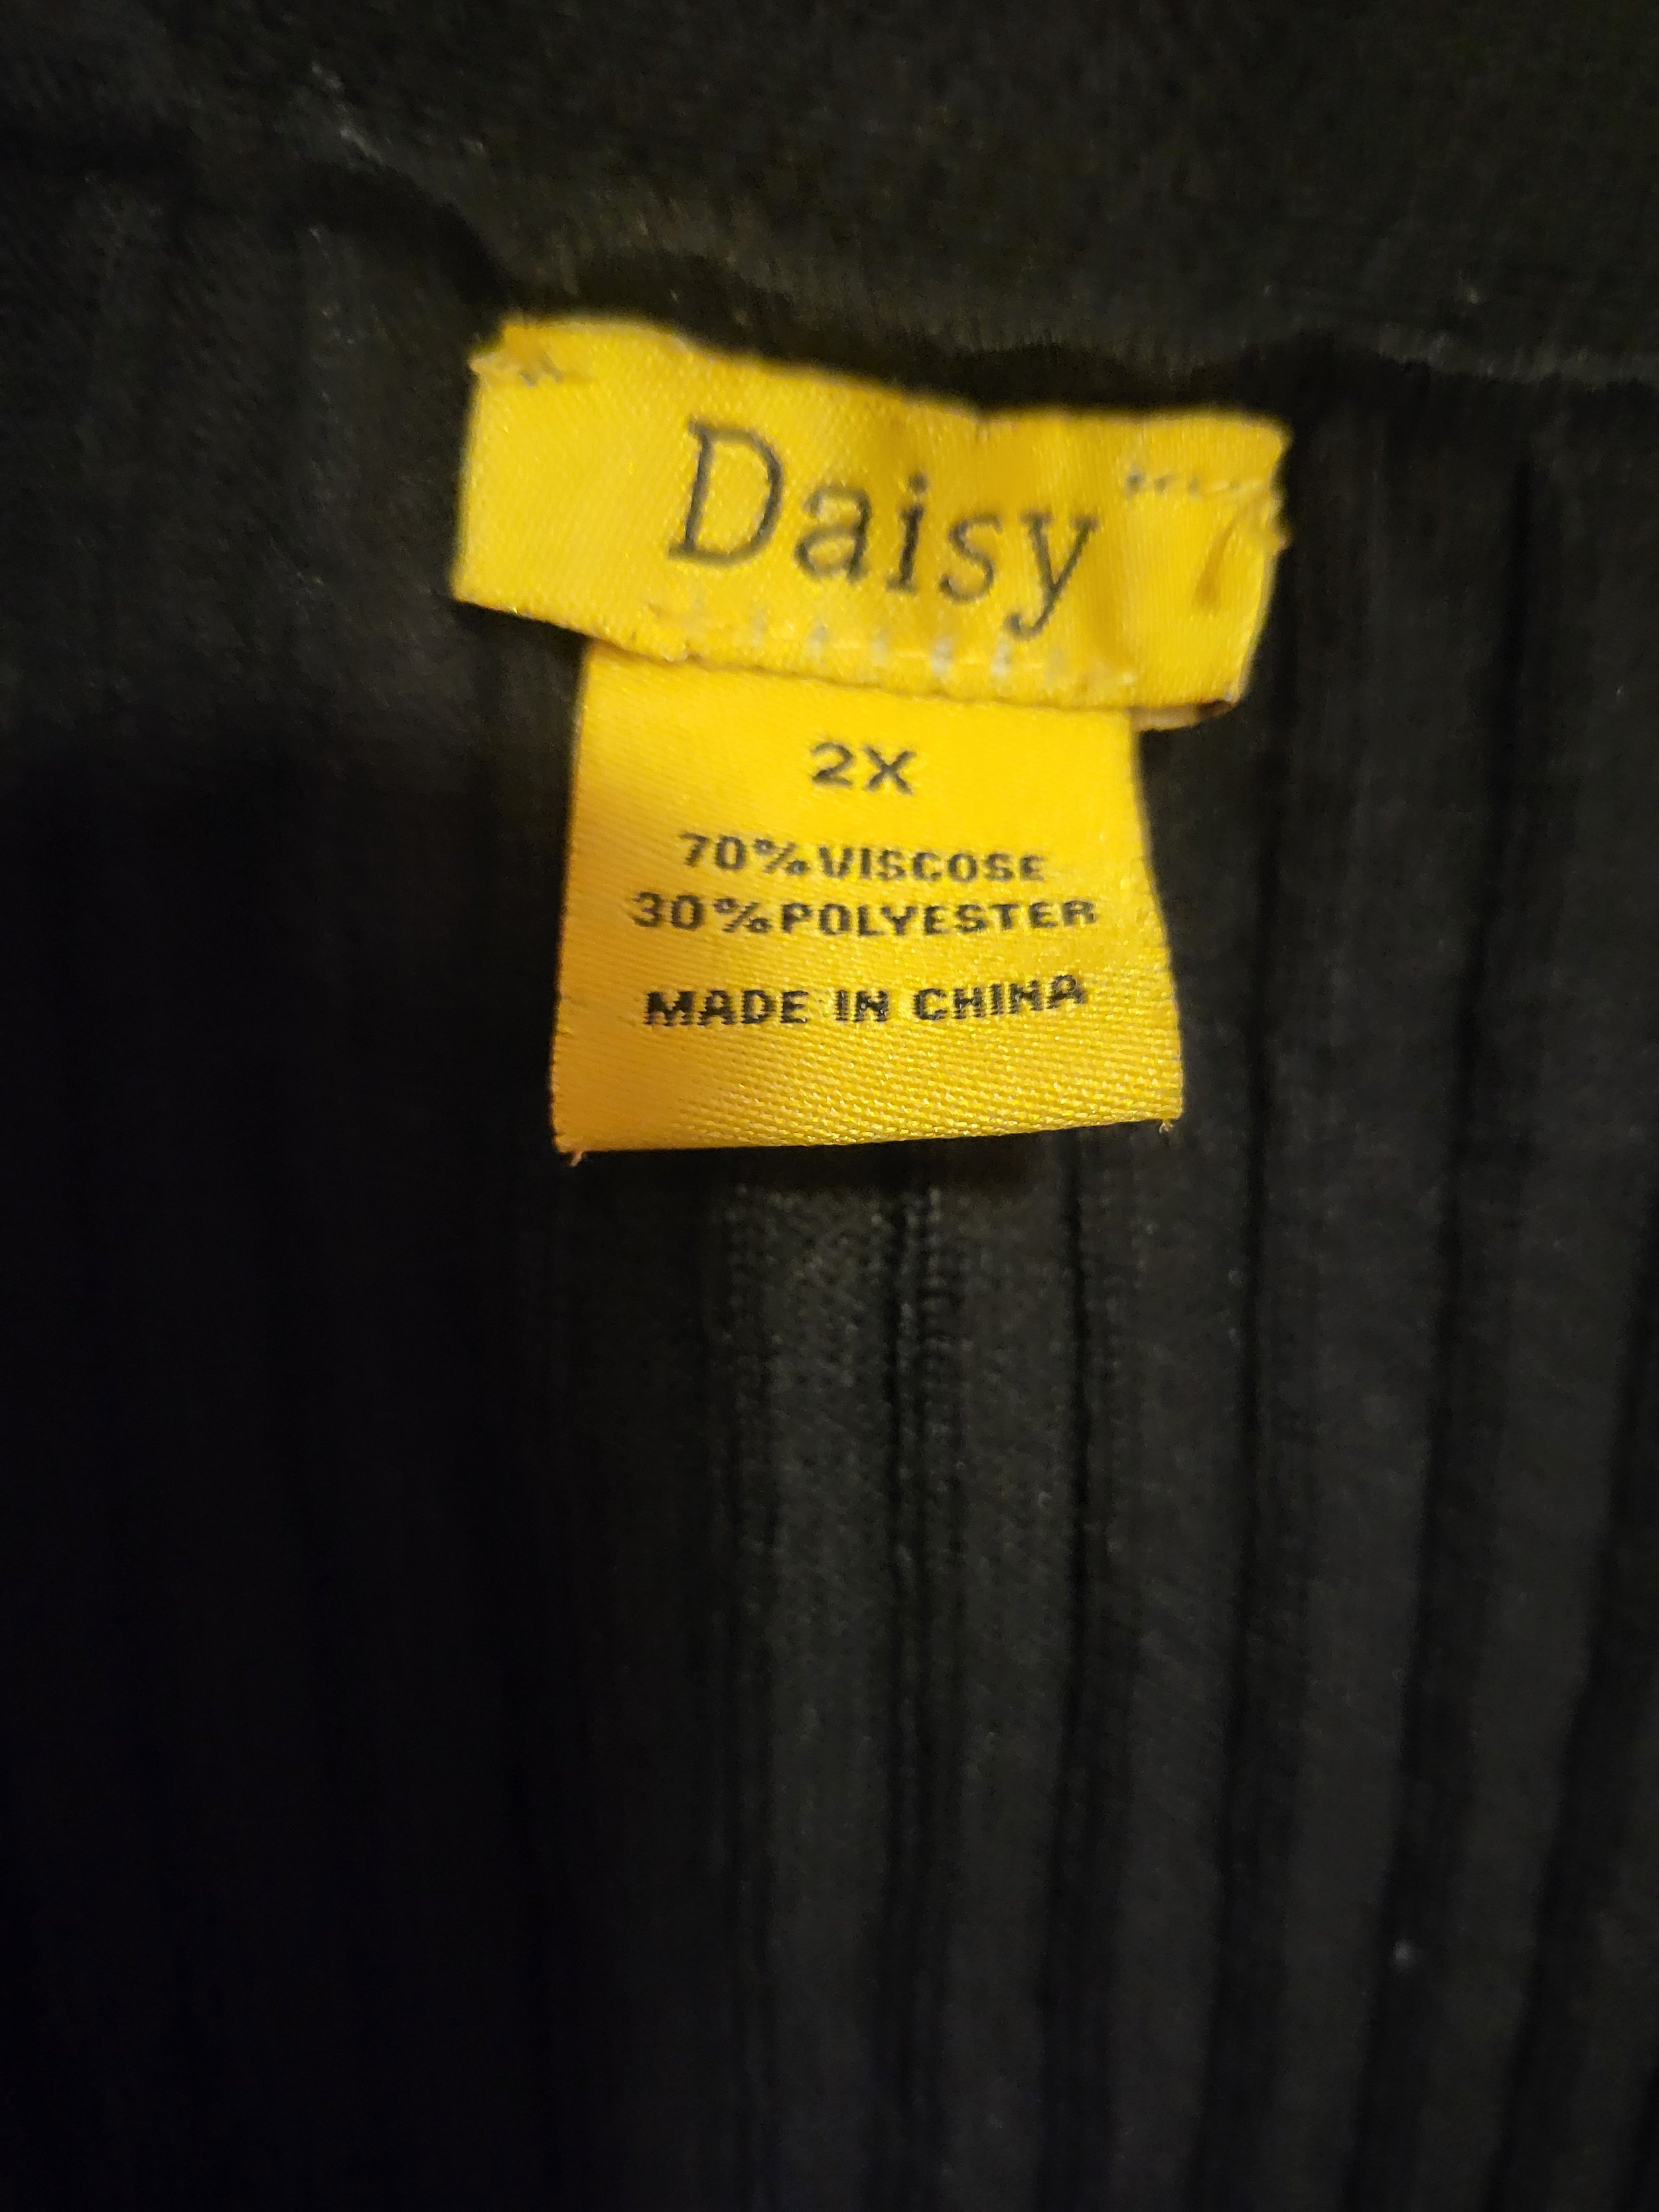 Daisy
2X
70%VISCOSE
30%POLYESTER
MADE IN CHINA